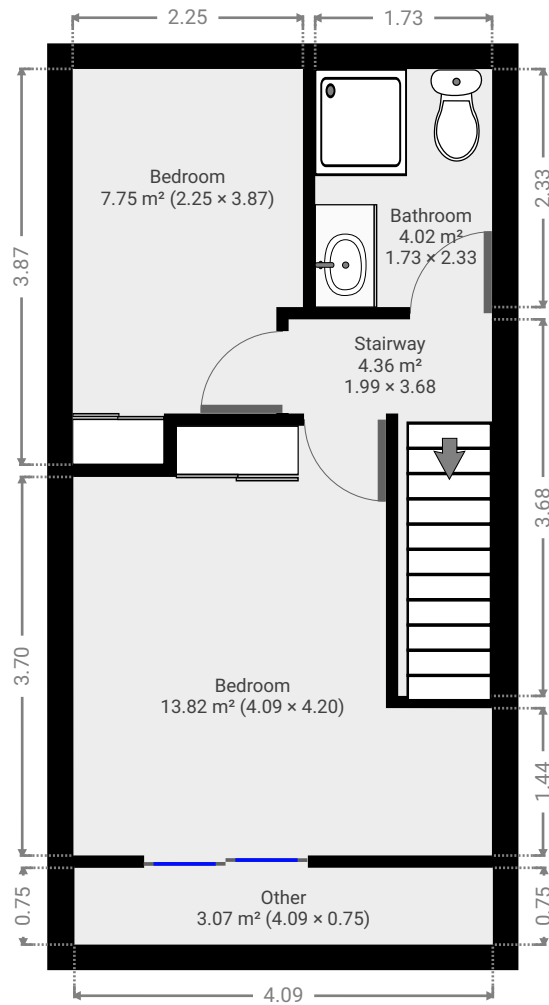 2.25
1.73
Bedroom
7.75 m² (2.25 × 3.87)
2.33
Bathroom
4.02 m²
1.73 × 2.33
3.87
Stairway
4.36 m²
1.99 × 3.68
3.68
3.70
Bedroom
13.82 m² (4.09 × 4.20)
1.44
Other
3.07 m² (4.09 × 0.75)
0.75
0.75
4.09